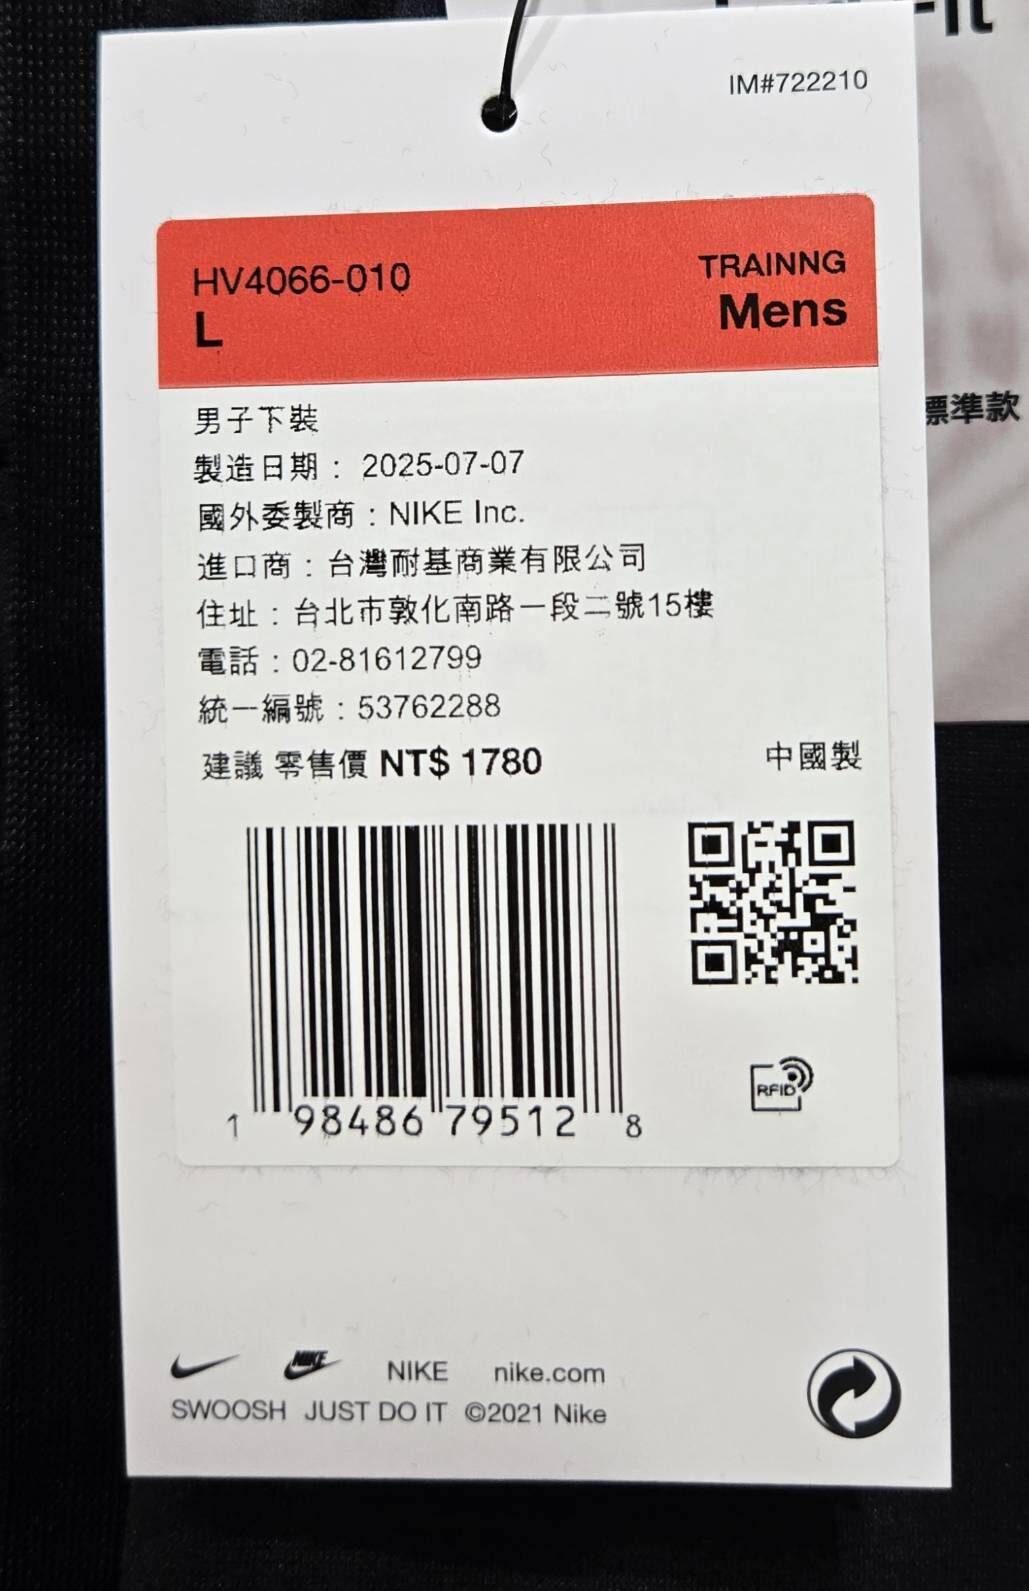 IM#722210
HV4066-010
TRAINNG
L
Mens
標準款
男子下裝
製造日期： 2025-07-07
國外委製商：NIKE Inc.
進口商：台灣耐基商業有限公司
住址：台北市敦化南路一段二號15樓
電話：02-81612799
統一編號：53762288
建議 零售價 NT$ 1780
中國製
1 98486 79512 8
RFID
NIKE NIKE nike.com
SWOOSH JUST DO IT ©2021 Nike